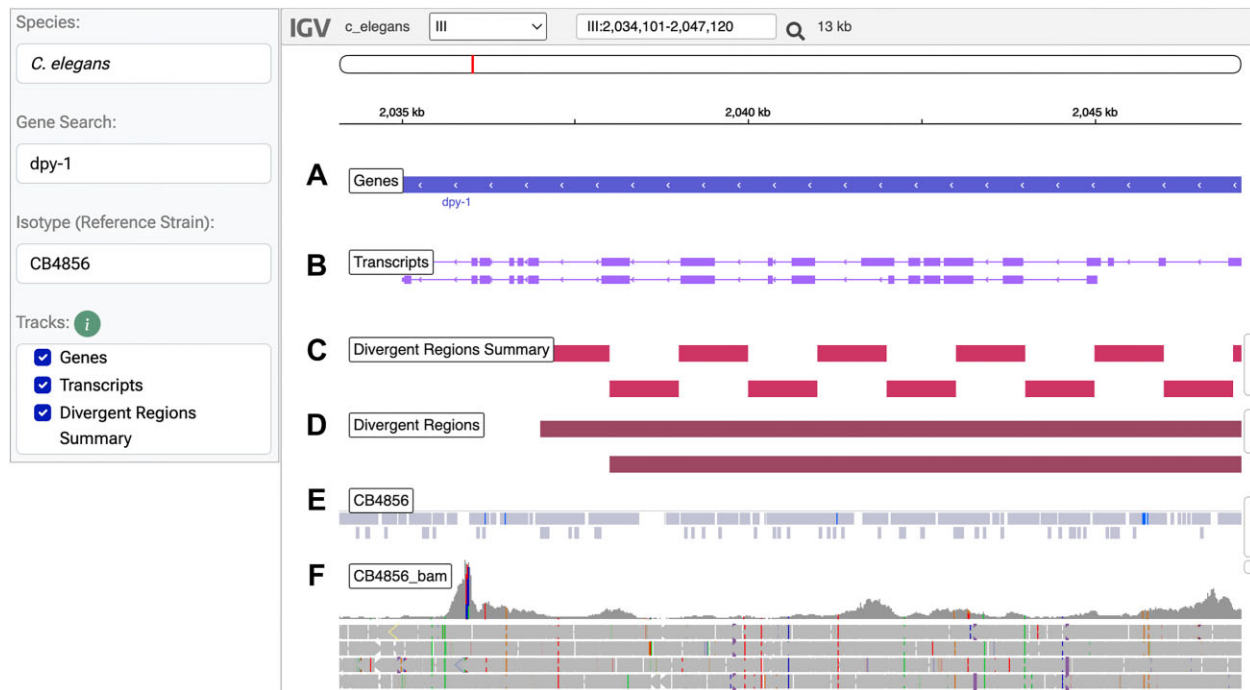 Species:
C. elegans
Gene Search:
dpy-1
Isotype (Reference Strain):
CB4856
Tracks: i
Genes
Transcripts
Divergent Regions
Summary
IGV c_elegans III III:2,034,101-2,047,120 13 kb
2,035 kb 2,040 kb 2,045 kb
A Genes
dpy-1
B Transcripts
C Divergent Regions Summary
D Divergent Regions
E CB4856
F CB4856_bam